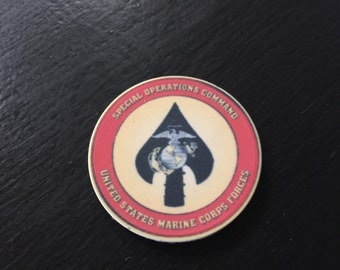 SPECIAL OPERATIONS COMMAND
UNITED STATES MARINE CORPS FORCES